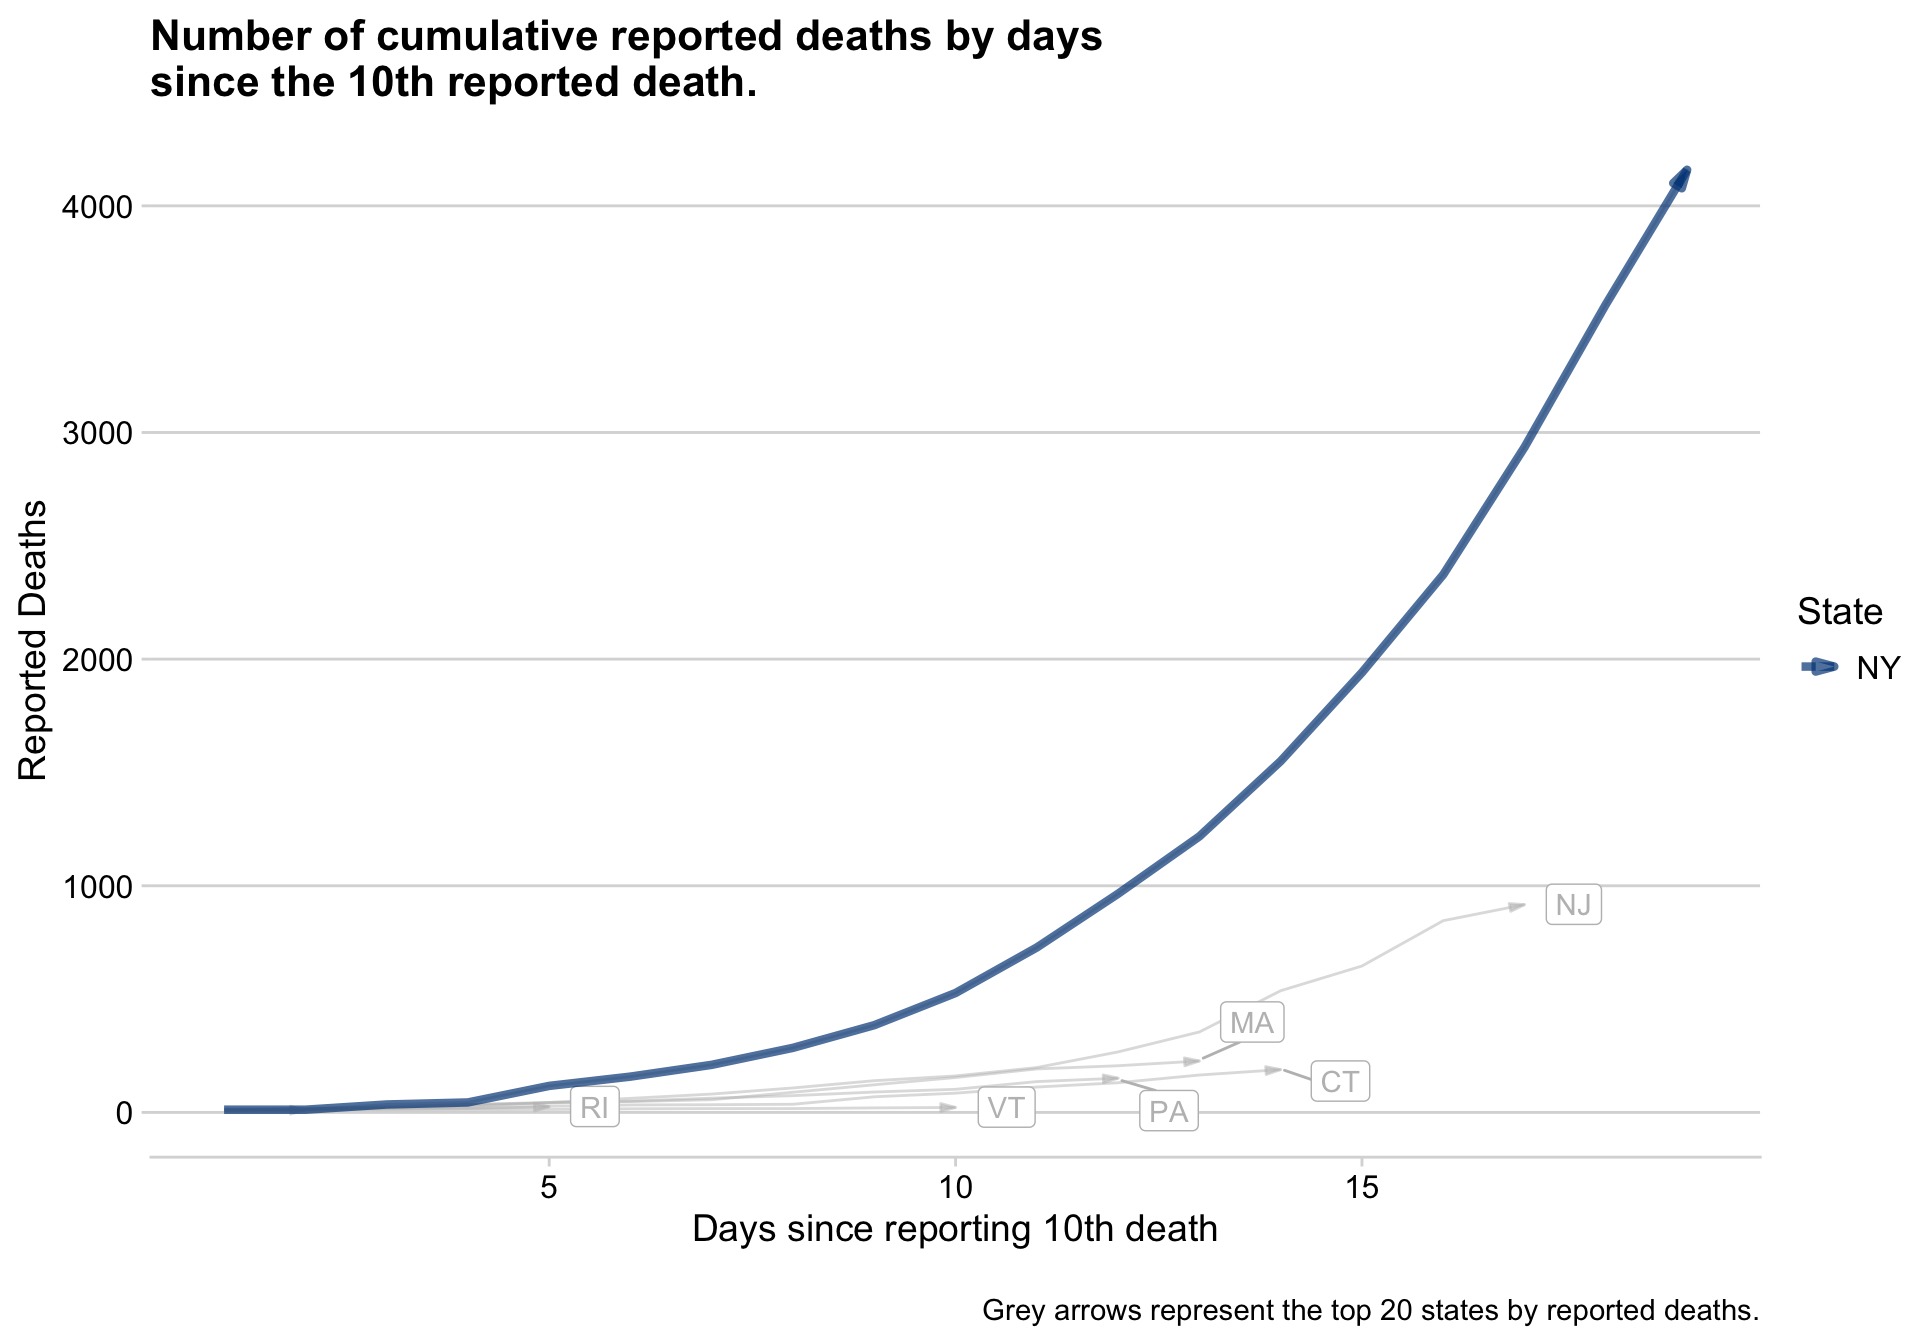 Number of cumulative reported deaths by days
since the 10th reported death.
Reported Deaths
4000
3000
2000
1000
0
NJ
MA
CT
RI
VT
PA
State
NY
5
10
15
Days since reporting 10th death
Grey arrows represent the top 20 states by reported deaths.